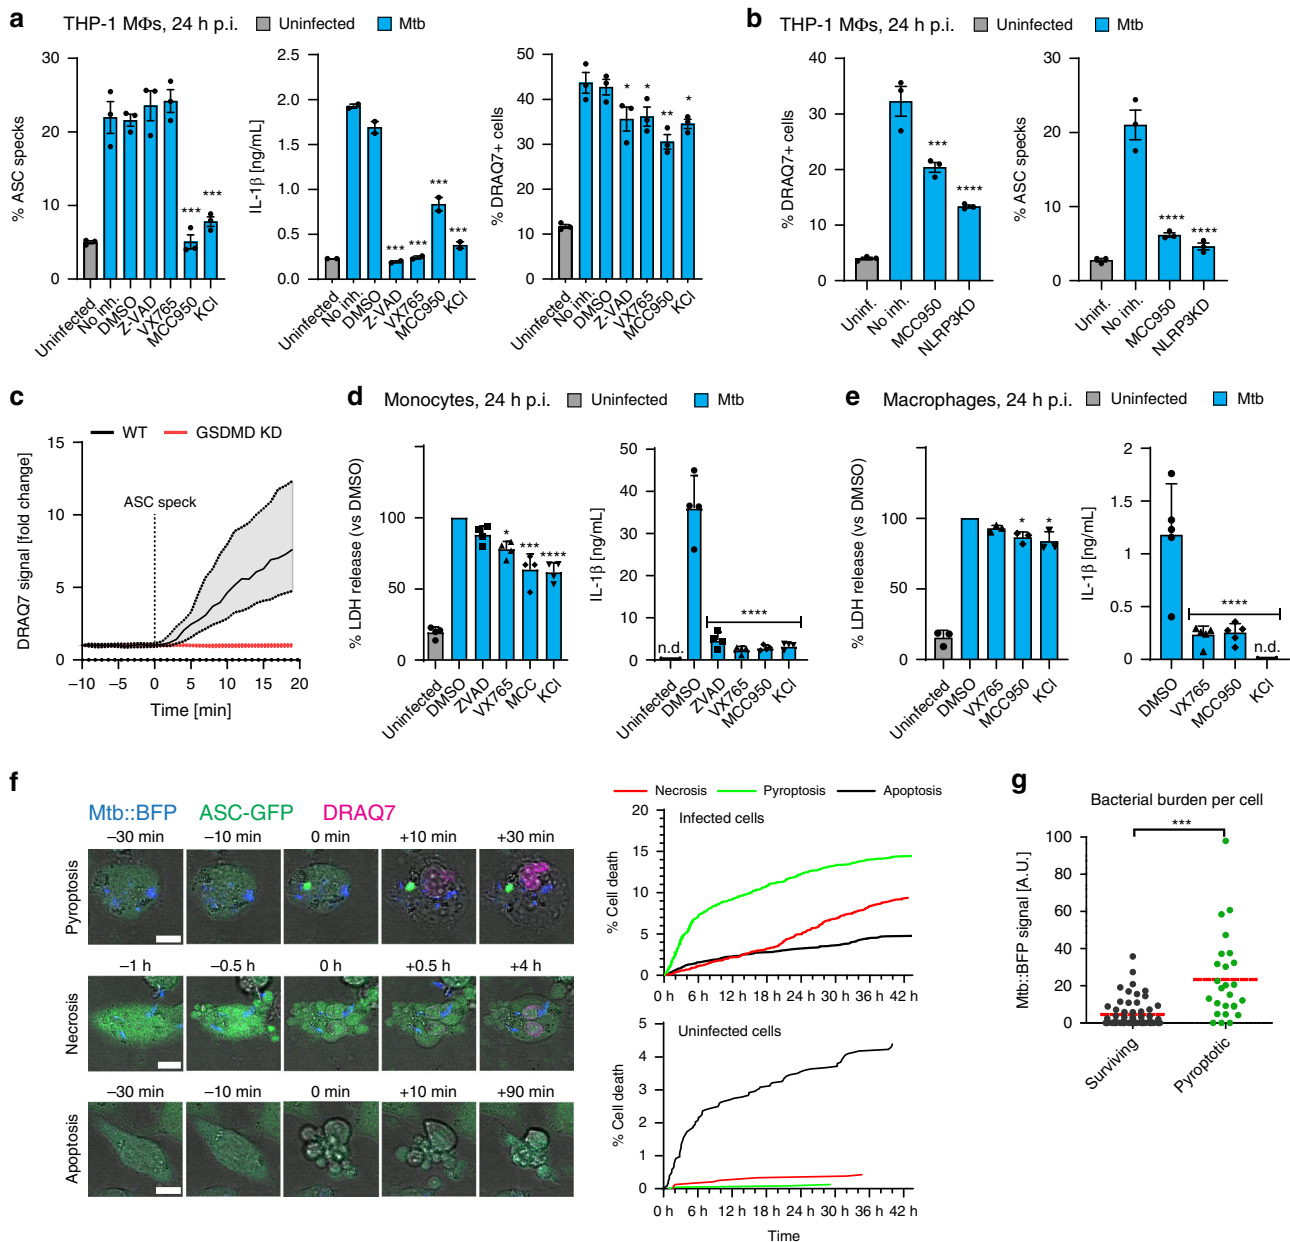 a THP-1 MΦs, 24 h p.i. Uninfected Mtb
% ASC specks
30
20
10
0
*** ***
Uninfected No inh. DMSO Z-VAD VX765 MCC950 KCl
IL-1β [ng/mL]
2.5
2.0
1.5
1.0
0.5
0.0
*** *** *** ***
Uninfected No inh. DMSO Z-VAD VX765 MCC950 KCl
% DRAQ7+ cells
50
40
30
20
10
0
* * ** *
Uninfected No inh. DMSO Z-VAD VX765 MCC950 KCl
b THP-1 MΦs, 24 h p.i. Uninfected Mtb
% DRAQ7+ cells
40
30
20
10
0
*** ****
Uninf. No inh. MCC950 NLRP3KD
% ASC specks
30
20
10
0
**** ****
Uninf. No inh. MCC950 NLRP3KD
c
WT GSDMD KD
DRAQ7 signal [fold change]
15
10
5
1
0
ASC speck
–10 –5 0 5 10 15 20
Time [min]
d Monocytes, 24 h p.i. Uninfected Mtb
% LDH release (vs DMSO)
100
50
0
* *** ****
Uninfected DMSO ZVAD VX765 MCC KCl
IL-1β [ng/mL]
50
40
30
20
10
0
n.d. ****
Uninfected DMSO ZVAD VX765 MCC950 KCl
e Macrophages, 24 h p.i. Uninfected Mtb
% LDH release (vs DMSO)
100
50
0
* *
Uninfected DMSO VX765 MCC950 KCl
IL-1β [ng/mL]
2
1.5
1
0.5
0
****
n.d.
DMSO VX765 MCC950 KCl
f
Mtb::BFP ASC-GFP DRAQ7
–30 min –10 min 0 min +10 min +30 min
Pyroptosis
–1 h –0.5 h 0 h +0.5 h +4 h
Necrosis
–30 min –10 min 0 min +10 min +90 min
Apoptosis
Necrosis Pyroptosis Apoptosis
Infected cells
% Cell death
20
15
10
5
0
0 h 6 h 12 h 18 h 24 h 30 h 36 h 42 h
Uninfected cells
% Cell death
5
4
3
2
1
0
0 h 6 h 12 h 18 h 24 h 30 h 36 h 42 h
Time
g
Bacterial burden per cell
***
Mtb::BFP signal [A.U.]
100
80
60
40
20
0
Surviving Pyroptotic